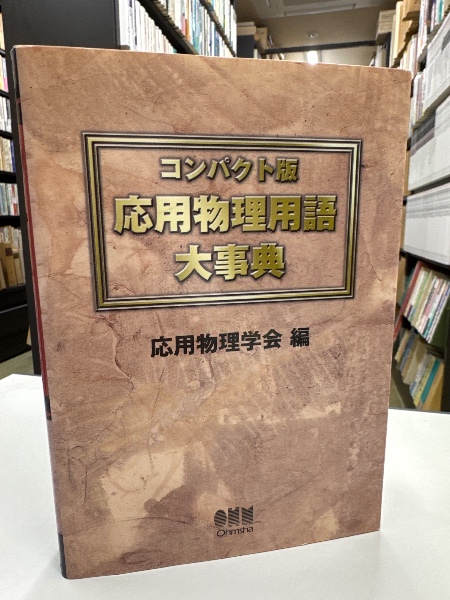 コンパクト版
応用物理用語
大事典
応用物理学会 編
OHM
Ohmsha